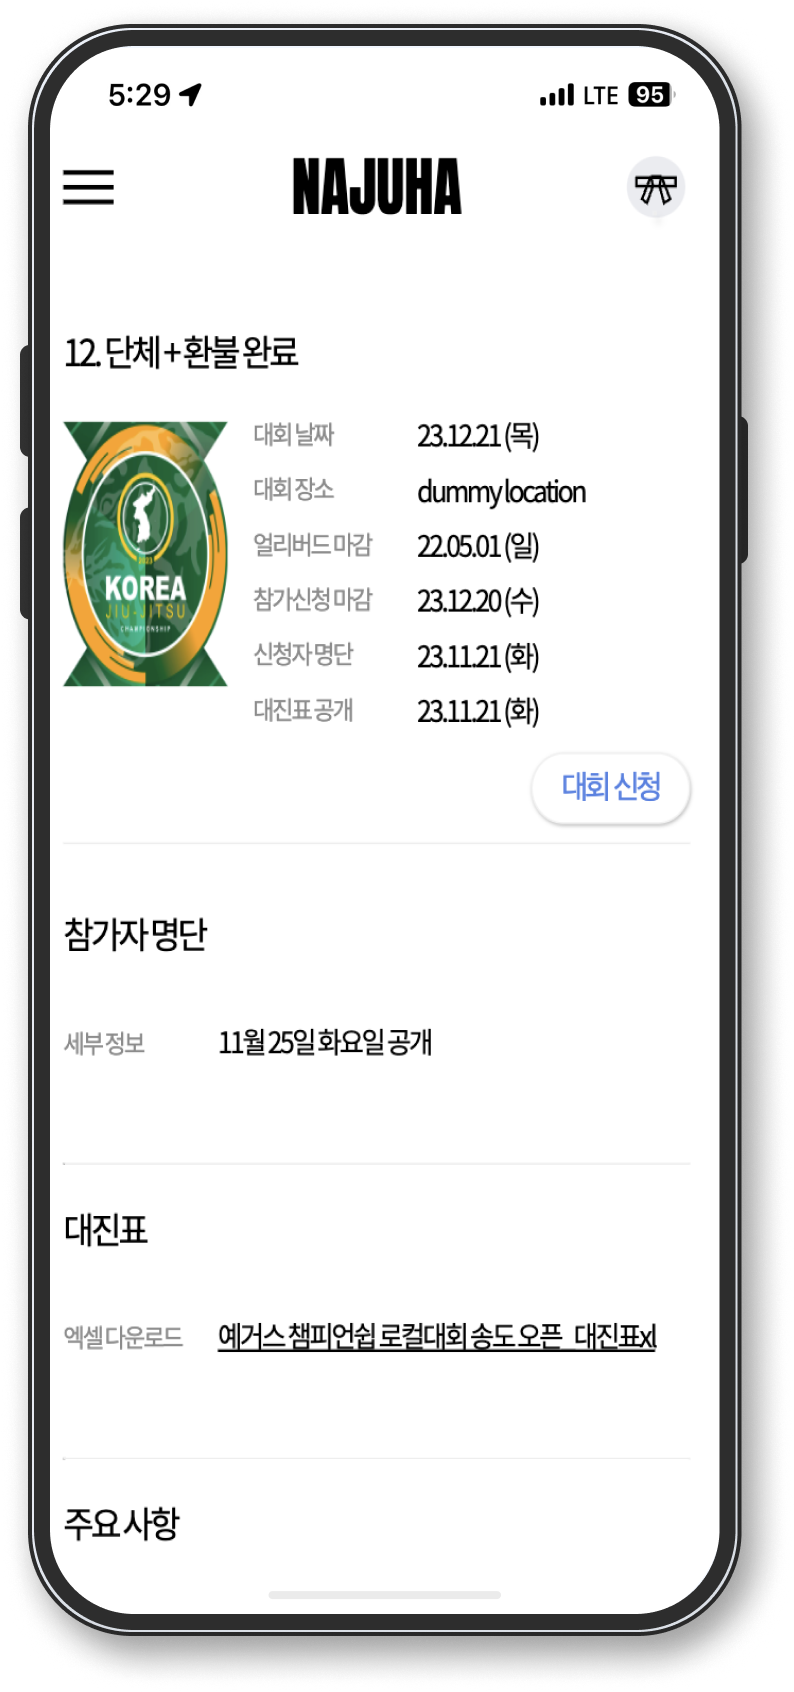 5:29 LTE 95
NAJUHA
12. 단체 + 환불 완료
대회 날짜 23.12.21 (목)
대회 장소 dummy location
얼리버드 마감 22.05.01 (일)
참가신청 마감 23.12.20 (수)
신청자 명단 23.11.21 (화)
대진표 공개 23.11.21 (화)
2023
KOREA
JIU-JITSU
CHAMPIONSHIP
대회 신청
참가자 명단
세부 정보 11월 25일 화요일 공개
대진표
엑셀 다운로드 예거스 챔피언쉽 로컬대회 송도 오픈_대진표xl
주요 사항